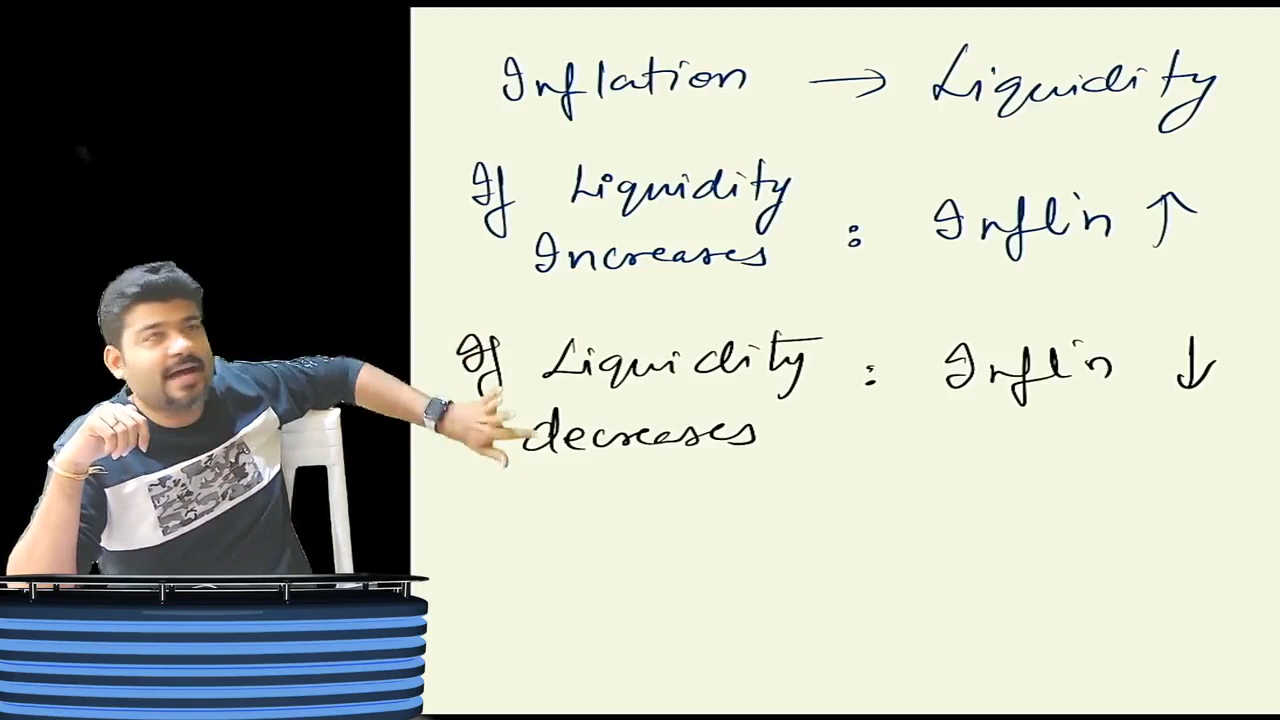 Inflation → Liquidity
If Liquidity
Increases : Infl'n ↑
If Liquidity : Infl'n ↓
decreases